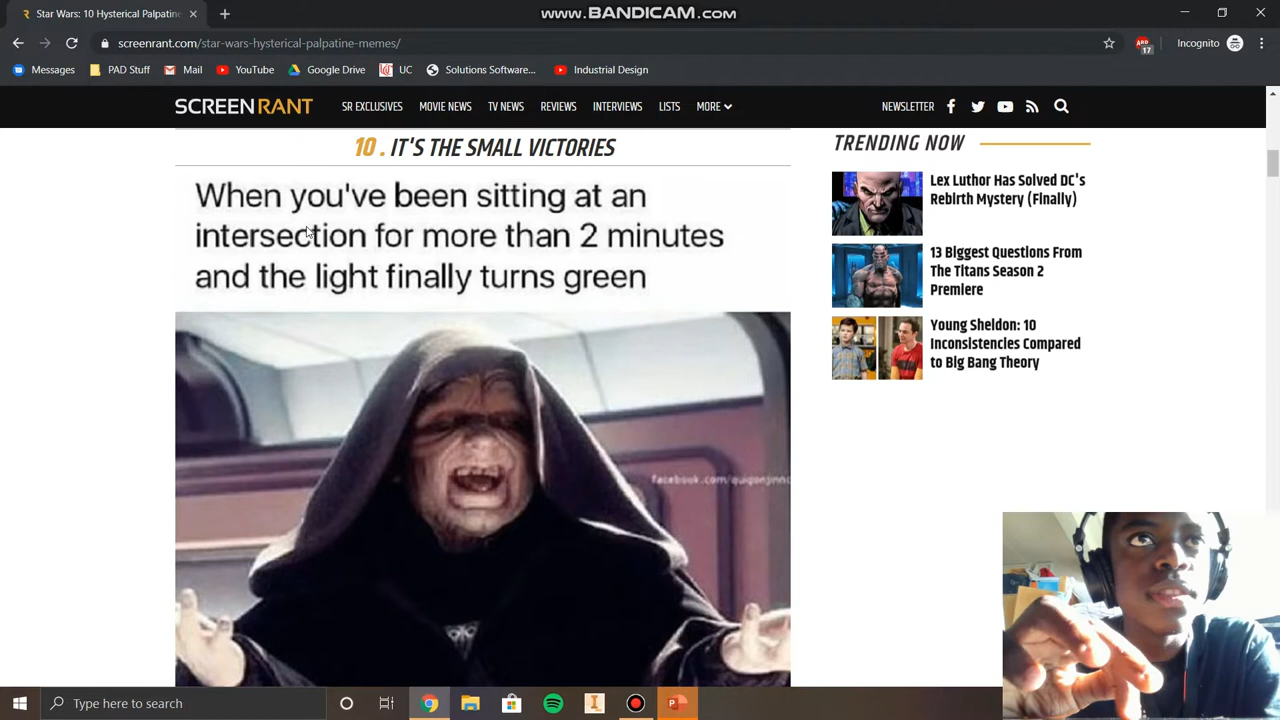 Star Wars: 10 Hysterical Palpatine
www.BANDICAM.com
screenrant.com/star-wars-hysterical-palpatine-memes/
17
Incognito
Messages
PAD Stuff
Mail
YouTube
Google Drive
UC
Solutions Software...
Industrial Design
SCREENRANT
SR EXCLUSIVES
MOVIE NEWS
TV NEWS
REVIEWS
INTERVIEWS
LISTS
MORE
NEWSLETTER
10 . IT'S THE SMALL VICTORIES
When you've been sitting at an
intersection for more than 2 minutes
and the light finally turns green
facebook.com/quigonjinn
TRENDING NOW
Lex Luthor Has Solved DC's
Rebirth Mystery (Finally)
13 Biggest Questions From
The Titans Season 2
Premiere
Young Sheldon: 10
Inconsistencies Compared
to Big Bang Theory
Type here to search